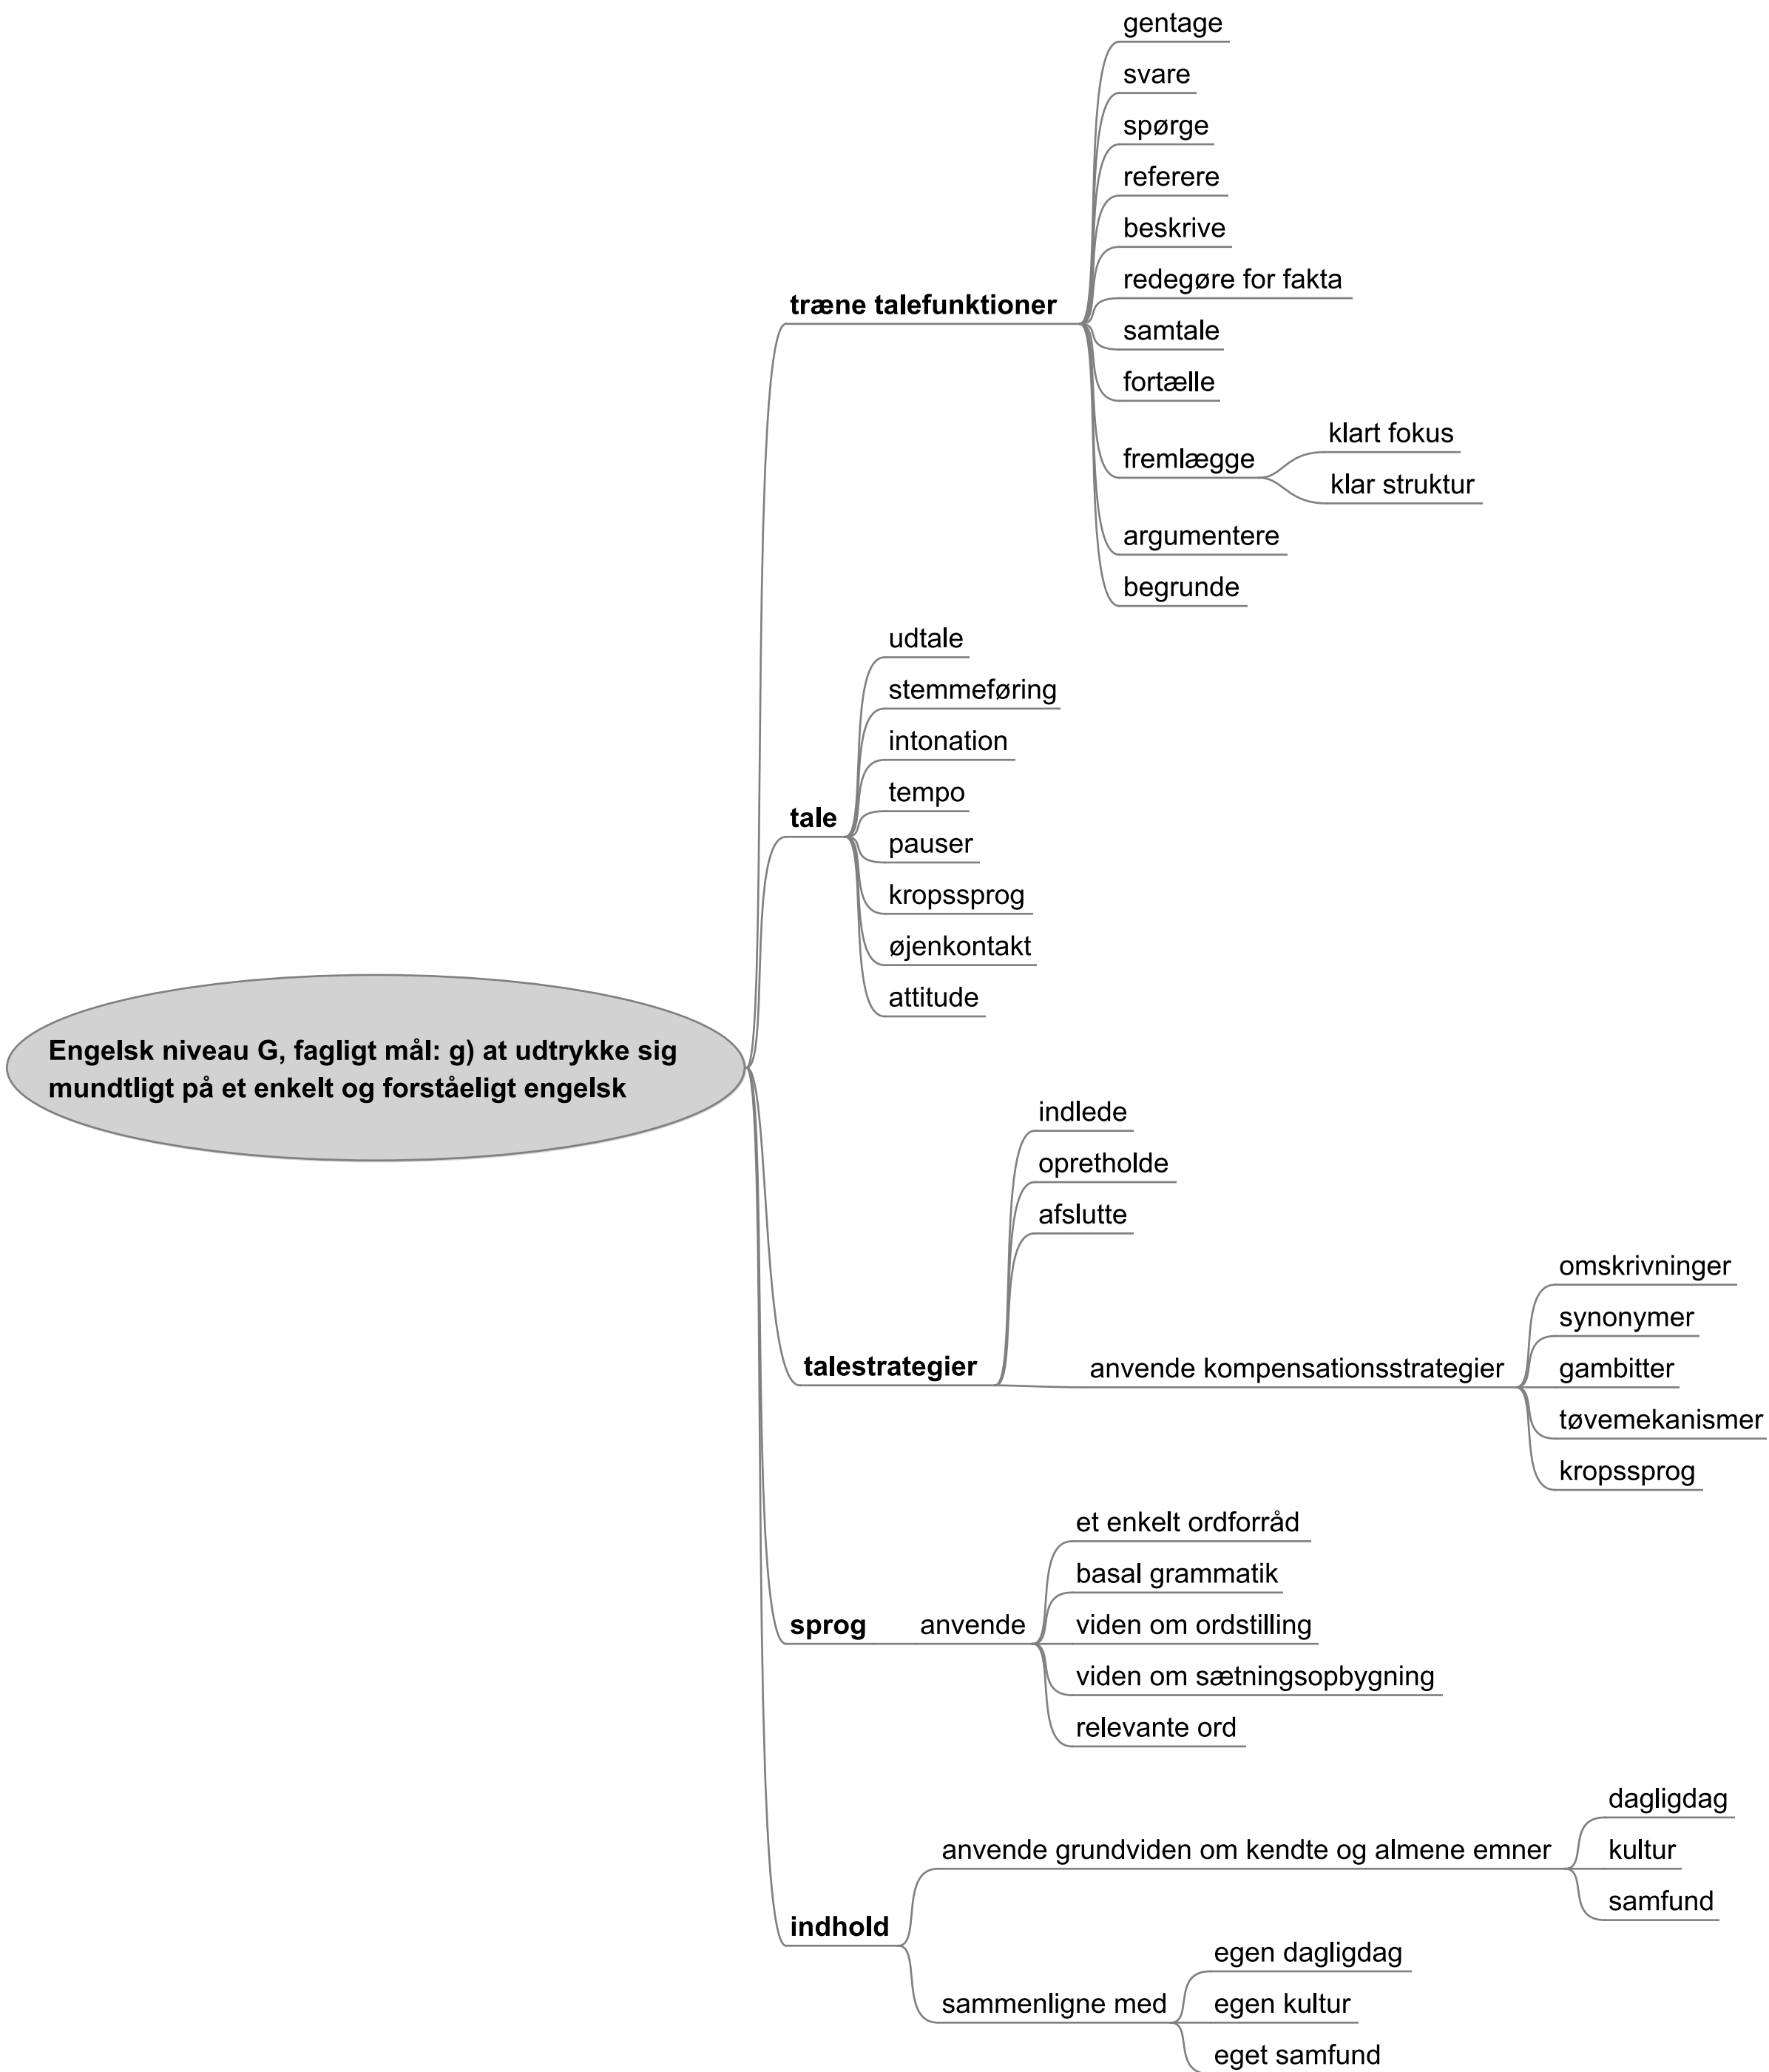 gentage
svare
spørge
referere
beskrive
redegøre for fakta
træne talefunktioner
samtale
fortælle
klart fokus
fremlægge
klar struktur
argumentere
begrunde
udtale
stemmeføring
intonation
tempo
tale
pauser
kropssprog
øjenkontakt
attitude
Engelsk niveau G, fagligt mål: g) at udtrykke sig
mundtligt på et enkelt og forståeligt engelsk
indlede
opretholde
afslutte
omskrivninger
synonymer
talestrategier
anvende kompensationsstrategier
gambitter
tøvemekanismer
kropssprog
et enkelt ordforråd
basal grammatik
sprog
anvende
viden om ordstilling
viden om sætningsopbygning
relevante ord
dagligdag
anvende grundviden om kendte og almene emner
kultur
samfund
indhold
egen dagligdag
sammenligne med
egen kultur
eget samfund